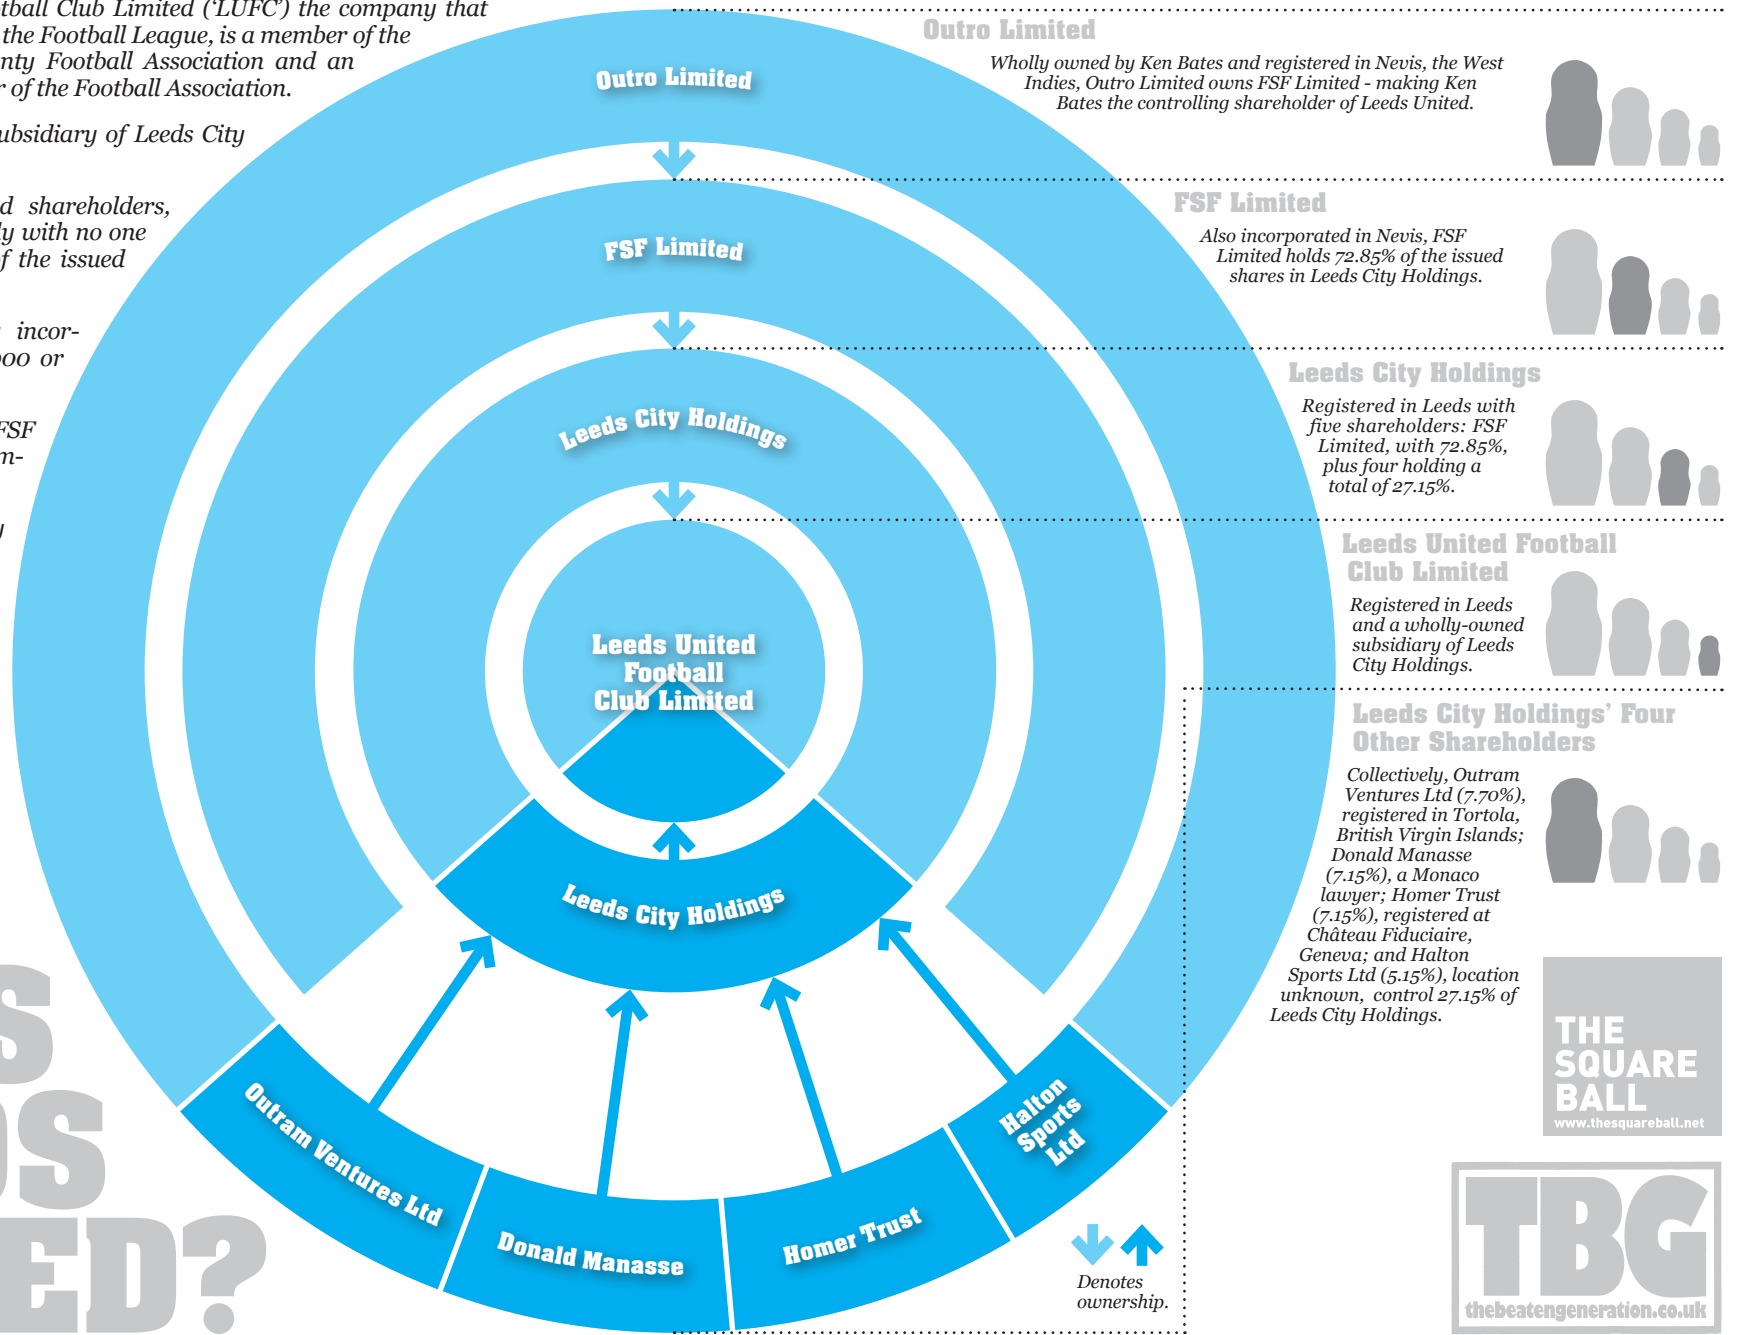 tball Club Limited (‘LUFC’) the company that
the Football League, is a member of the
nty Football Association and an
r of the Football Association.
ubsidiary of Leeds City
d shareholders,
ly with no one
f the issued
incor-
000 or
FSF
m-
y
S
DS
ED?
Outro Limited
FSF Limited
Leeds City Holdings
Leeds United
Football
Club Limited
Leeds City Holdings
Outram Ventures Ltd
Donald Manasse
Homer Trust
Halton
Sports
Ltd
Denotes
ownership.
Outro Limited
Wholly owned by Ken Bates and registered in Nevis, the West
Indies, Outro Limited owns FSF Limited - making Ken
Bates the controlling shareholder of Leeds United.
FSF Limited
Also incorporated in Nevis, FSF
Limited holds 72.85% of the issued
shares in Leeds City Holdings.
Leeds City Holdings
Registered in Leeds with
five shareholders: FSF
Limited, with 72.85%,
plus four holding a
total of 27.15%.
Leeds United Football
Club Limited
Registered in Leeds
and a wholly-owned
subsidiary of Leeds
City Holdings.
Leeds City Holdings’ Four
Other Shareholders
Collectively, Outram
Ventures Ltd (7.70%),
registered in Tortola,
British Virgin Islands;
Donald Manasse
(7.15%), a Monaco
lawyer; Homer Trust
(7.15%), registered at
Château Fiduciaire,
Geneva; and Halton
Sports Ltd (5.15%), location
unknown, control 27.15% of
Leeds City Holdings.
THE
SQUARE
BALL
www.thesquareball.net
TBG
thebeatengeneration.co.uk